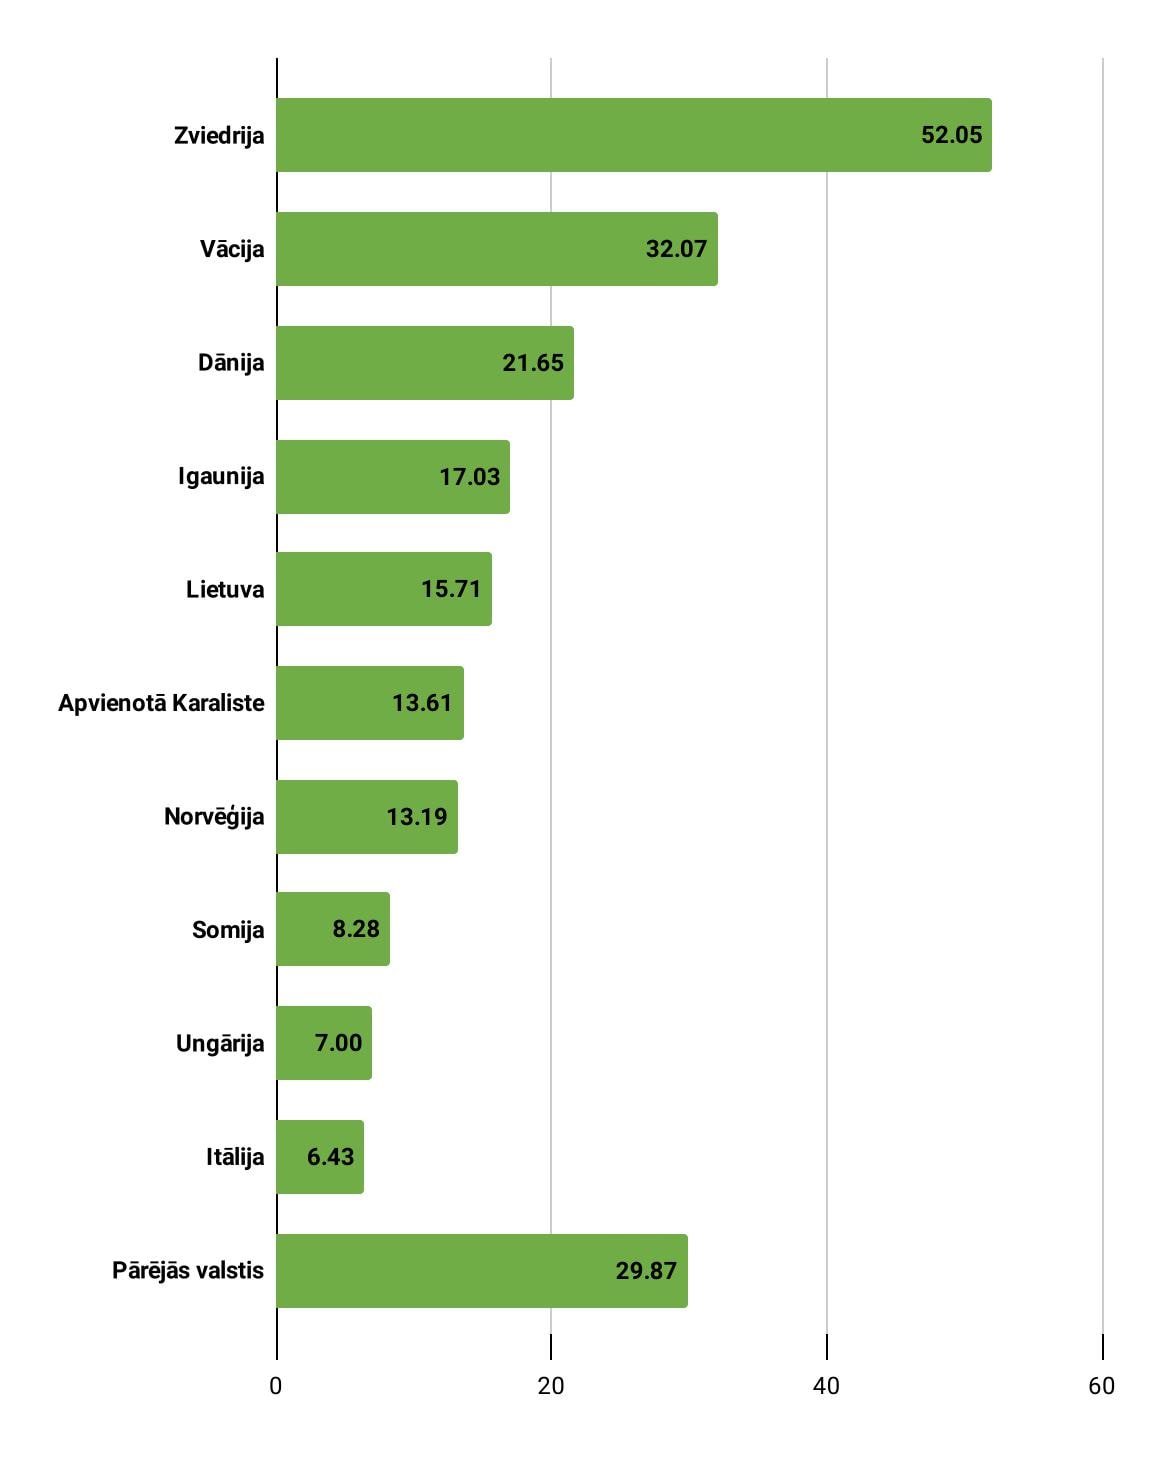 Zviedrija 52.05
Vācija 32.07
Dānija 21.65
Igaunija 17.03
Lietuva 15.71
Apvienotā Karaliste 13.61
Norvēģija 13.19
Somija 8.28
Ungārija 7.00
Itālija 6.43
Pārējās valstis 29.87
0 20 40 60